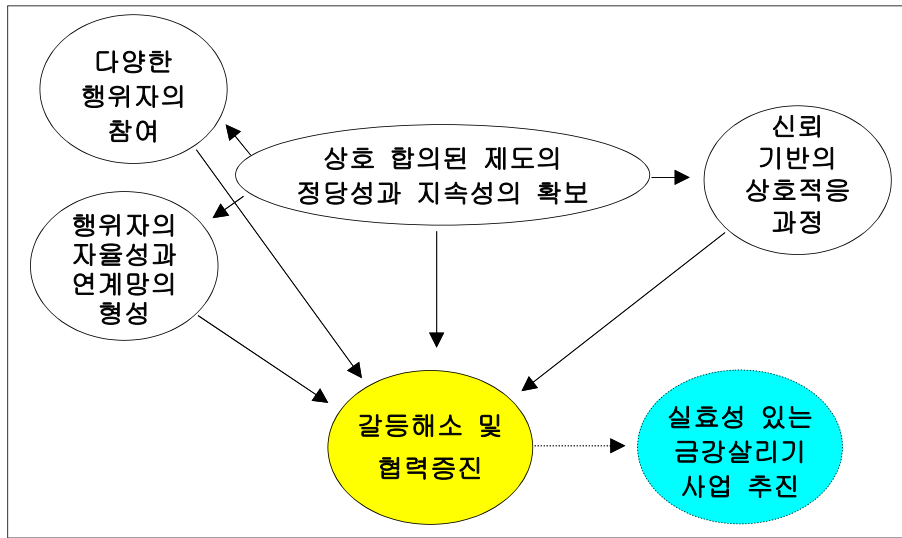 다양한
행위자의
참여
상호 합의된 제도의
정당성과 지속성의 확보
신뢰
기반의
상호적응
과정
행위자의
자율성과
연계망의
형성
갈등해소 및
협력증진
실효성 있는
금강살리기
사업 추진